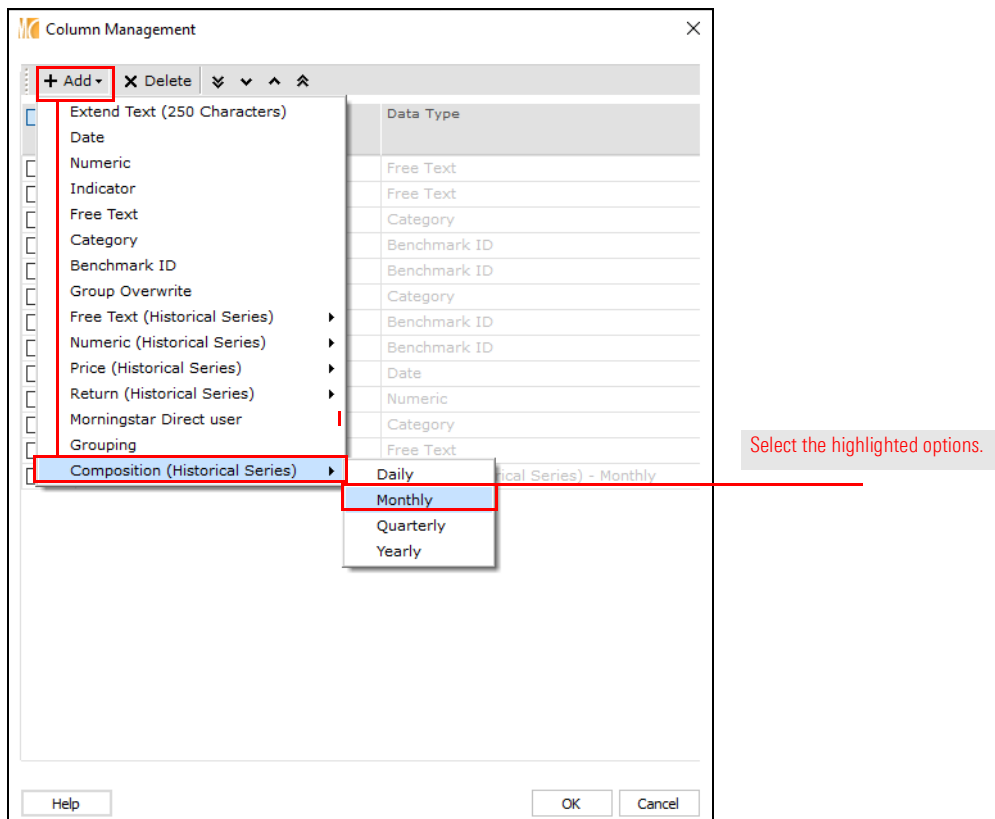 Column Management
Add Delete
Extend Text (250 Characters)
Date
Numeric
Indicator
Free Text
Category
Benchmark ID
Group Overwrite
Free Text (Historical Series)
Numeric (Historical Series)
Price (Historical Series)
Return (Historical Series)
Morningstar Direct user
Grouping
Composition (Historical Series)
Daily
Monthly
Quarterly
Yearly
Data Type
Free Text
Free Text
Category
Benchmark ID
Benchmark ID
Category
Benchmark ID
Benchmark ID
Date
Numeric
Category
Free Text
rical Series) - Monthly
Select the highlighted options.
Help OK Cancel